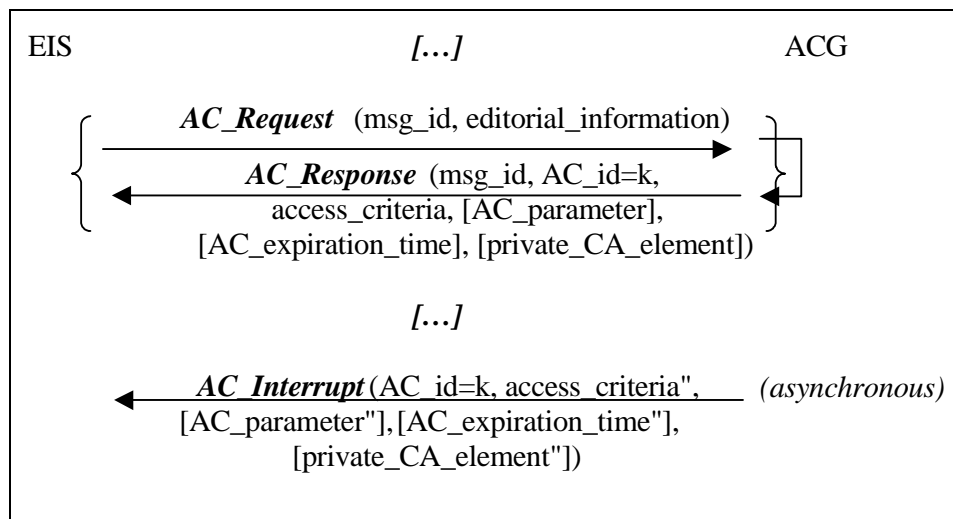 EIS [...] ACG
AC_Request (msg_id, editorial_information)
AC_Response (msg_id, AC_id=k,
access_criteria, [AC_parameter],
[AC_expiration_time], [private_CA_element])
[...]
AC_Interrupt (AC_id=k, access_criteria", (asynchronous)
[AC_parameter"], [AC_expiration_time"],
[private_CA_element"])